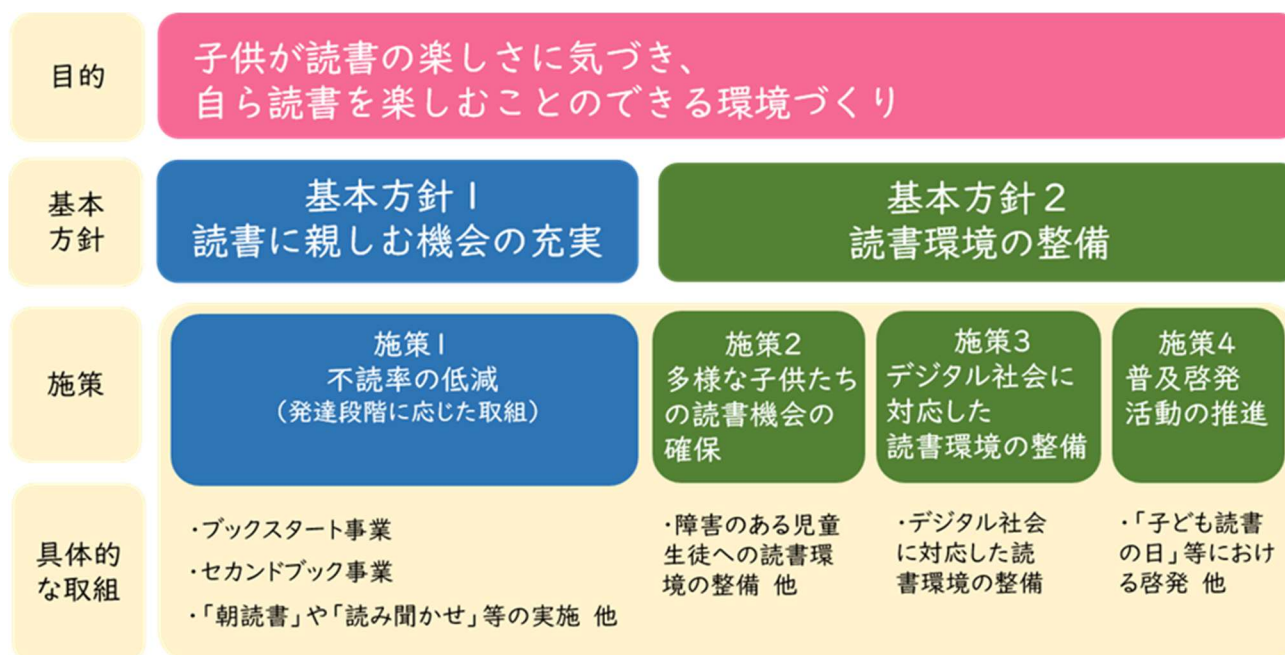 目的
子供が読書の楽しさに気づき、
自ら読書を楽しむことのできる環境づくり
基本
方針
基本方針1
読書に親しむ機会の充実
基本方針2
読書環境の整備
施策
施策1
不読率の低減
(発達段階に応じた取組)
施策2
多様な子供たち
の読書機会の
確保
施策3
デジタル社会に
対応した
読書環境の整備
施策4
普及啓発
活動の推進
具体的
な取組
・ブックスタート事業
・セカンドブック事業
・「朝読書」や「読み聞かせ」等の実施 他
・障害のある児童
生徒への読書環
境の整備 他
・デジタル社会
に対応した読
書環境の整備
・「子ども読書
の日」等におけ
る啓発 他